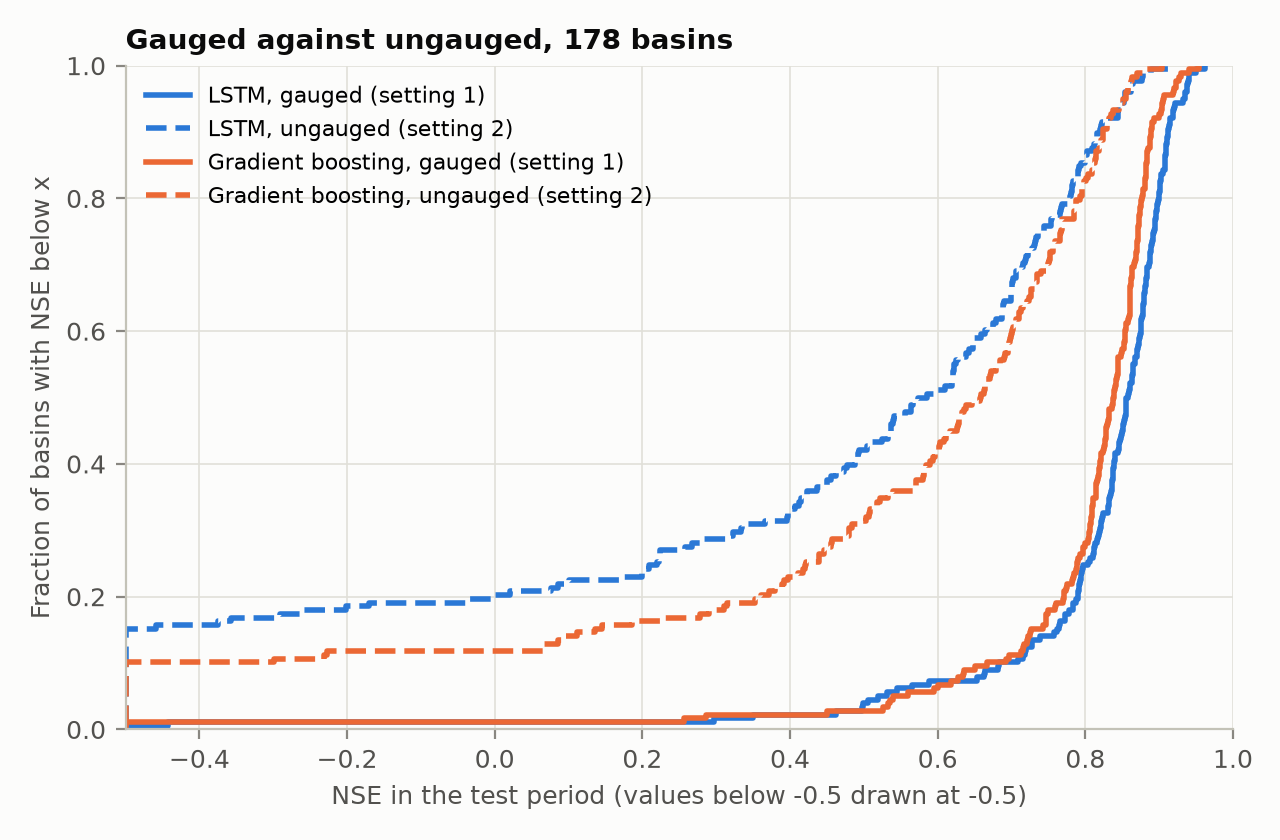 Gauged against ungauged, 178 basins
1.0
0.8
0.6
0.4
0.2
0.0
Fraction of basins with NSE below x
LSTM, gauged (setting 1)
LSTM, ungauged (setting 2)
Gradient boosting, gauged (setting 1)
Gradient boosting, ungauged (setting 2)
−0.4 −0.2 0.0 0.2 0.4 0.6 0.8 1.0
NSE in the test period (values below -0.5 drawn at -0.5)